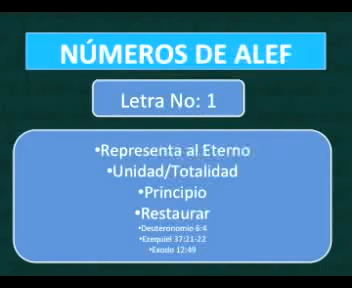 NÚMEROS DE ALEF
Letra No: 1
•Representa al Eterno
•Unidad/Totalidad
•Principio
•Restaurar
•Deuteronomio 6:4
•Ezequiel 37:21-22
•Exodo 12:49